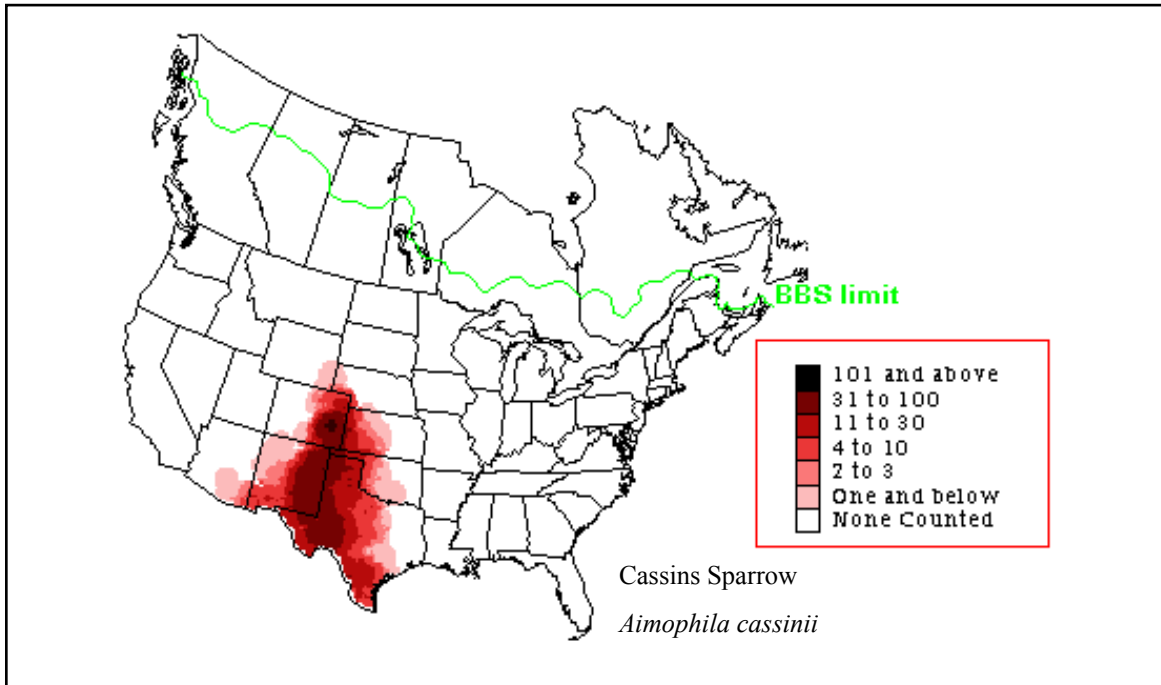 BBS limit
101 and above
31 to 100
11 to 30
4 to 10
2 to 3
One and below
None Counted
Cassins Sparrow
Aimophila cassinii